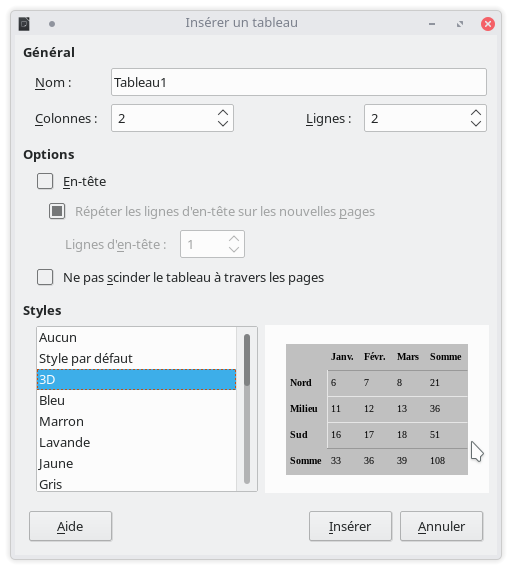 Insérer un tableau
Général
Nom : Tableau1
Colonnes : 2 Lignes : 2
Options
En-tête
Répéter les lignes d'en-tête sur les nouvelles pages
Lignes d'en-tête : 1
Ne pas scinder le tableau à travers les pages
Styles
Aucun
Style par défaut
3D
Bleu
Marron
Lavande
Jaune
Gris
Janv. Févr. Mars Somme
Nord 6 7 8 21
Milieu 11 12 13 36
Sud 16 17 18 51
Somme 33 36 39 108
Aide Insérer Annuler